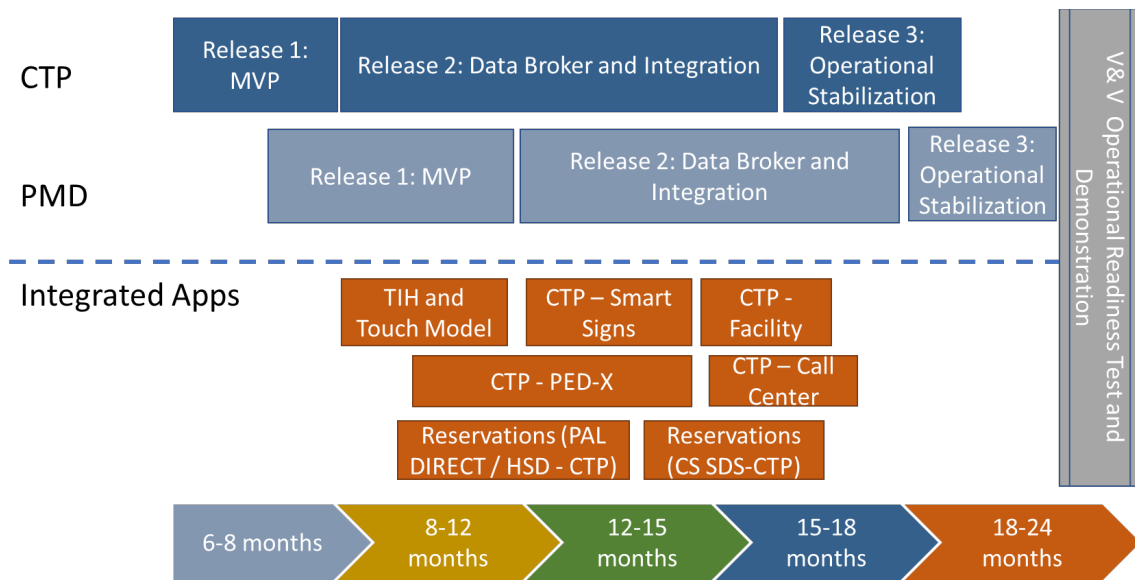 CTP
Release 1:
MVP
Release 2: Data Broker and Integration
Release 3:
Operational
Stabilization
PMD
Release 1: MVP
Release 2: Data Broker and
Integration
Release 3:
Operational
Stabilization
V& V  Operational Readiness Test and
Demonstration
Integrated Apps
TIH and
Touch Model
CTP – Smart
Signs
CTP -
Facility
CTP - PED-X
CTP – Call
Center
Reservations (PAL
DIRECT / HSD - CTP)
Reservations
(CS SDS-CTP)
6-8 months
8-12
months
12-15
months
15-18
months
18-24
months